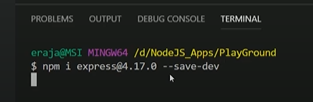 PROBLEMS OUTPUT DEBUG CONSOLE TERMINAL
eraja@MSI MINGW64 /d/NodeJS_Apps/PlayGround
$ npm i express@4.17.0 --save-dev